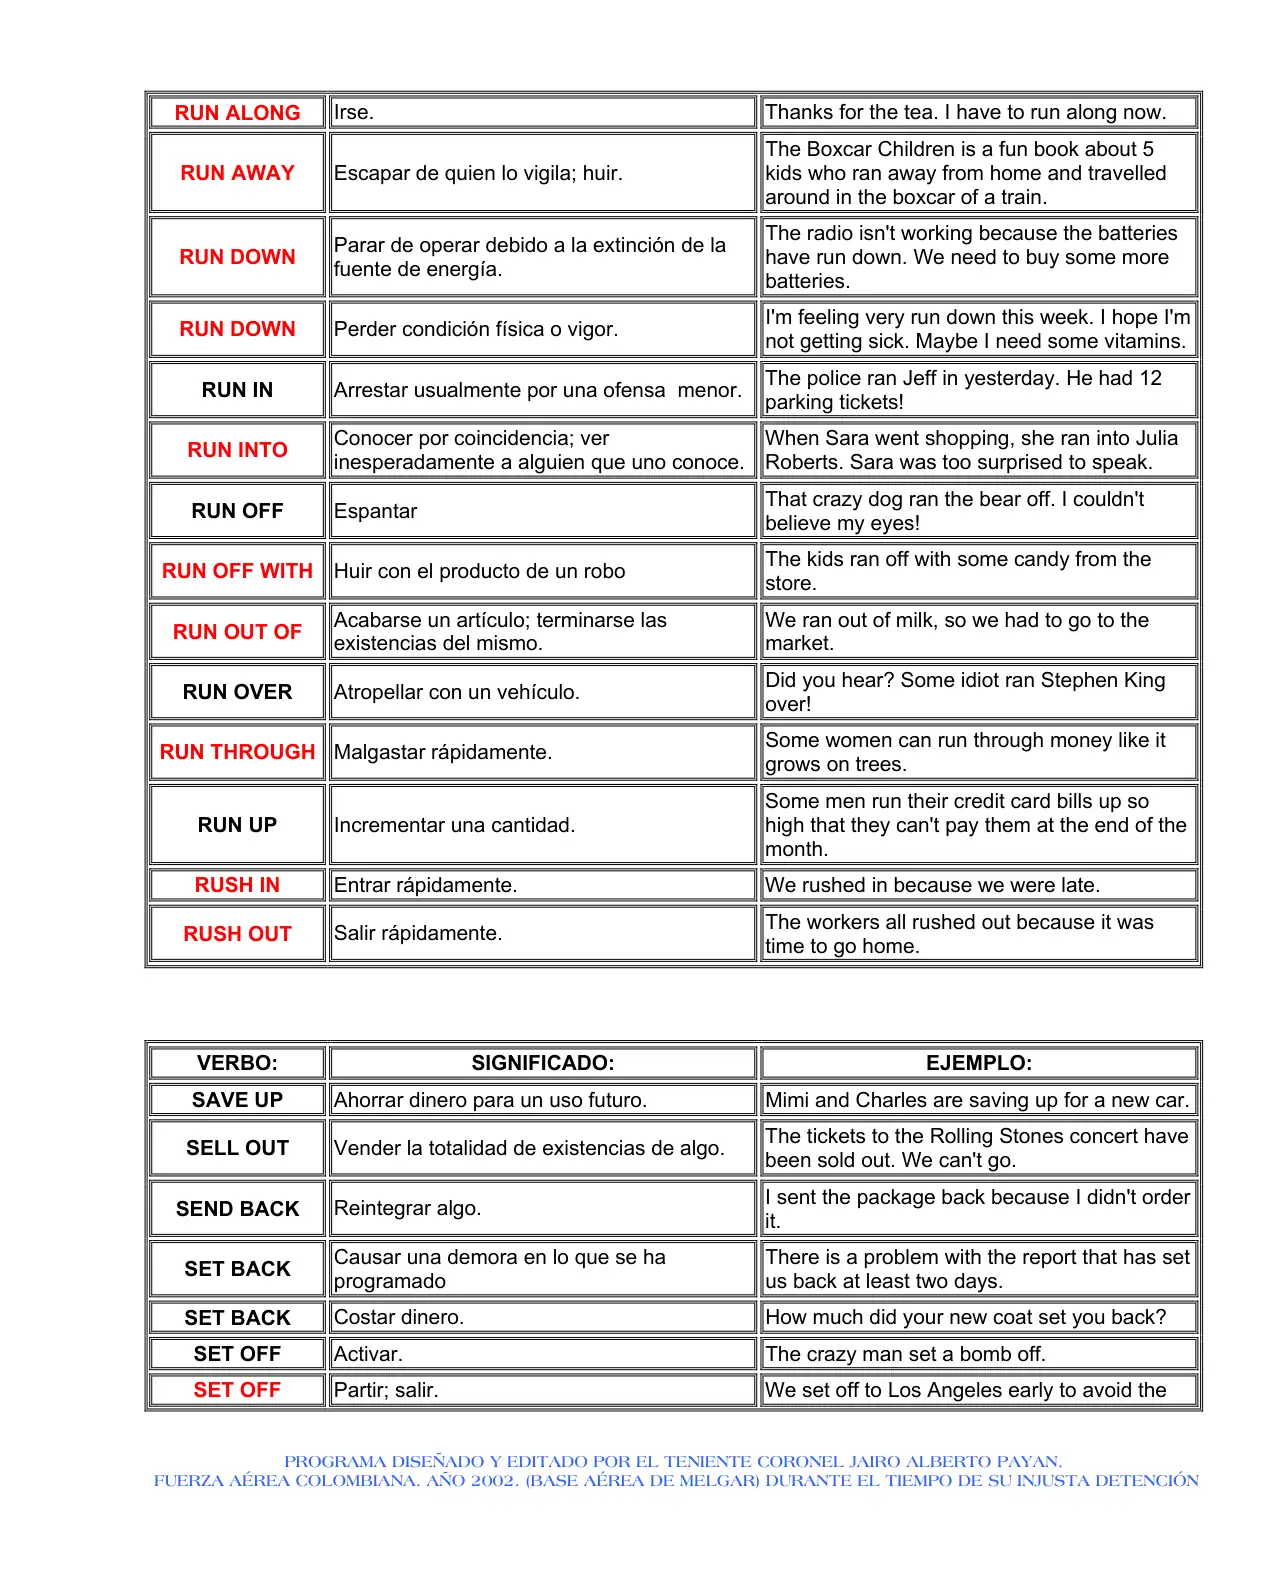 RUN ALONG
Irse.
Thanks for the tea. I have to run along now.
RUN AWAY
Escapar de quien lo vigila; huir.
The Boxcar Children is a fun book about 5
kids who ran away from home and travelled
around in the boxcar of a train.
RUN DOWN
Parar de operar debido a la extinción de la
fuente de energía.
The radio isn't working because the batteries
have run down. We need to buy some more
batteries.
RUN DOWN
Perder condición física o vigor.
I'm feeling very run down this week. I hope I'm
not getting sick. Maybe I need some vitamins.
RUN IN
Arrestar usualmente por una ofensa  menor.
The police ran Jeff in yesterday. He had 12
parking tickets!
RUN INTO
Conocer por coincidencia; ver
inesperadamente a alguien que uno conoce.
When Sara went shopping, she ran into Julia
Roberts. Sara was too surprised to speak.
RUN OFF
Espantar
That crazy dog ran the bear off. I couldn't
believe my eyes!
RUN OFF WITH
Huir con el producto de un robo
The kids ran off with some candy from the
store.
RUN OUT OF
Acabarse un artículo; terminarse las
existencias del mismo.
We ran out of milk, so we had to go to the
market.
RUN OVER
Atropellar con un vehículo.
Did you hear? Some idiot ran Stephen King
over!
RUN THROUGH
Malgastar rápidamente.
Some women can run through money like it
grows on trees.
RUN UP
Incrementar una cantidad.
Some men run their credit card bills up so
high that they can't pay them at the end of the
month.
RUSH IN
Entrar rápidamente.
We rushed in because we were late.
RUSH OUT
Salir rápidamente.
The workers all rushed out because it was
time to go home.
VERBO:
SIGNIFICADO:
EJEMPLO:
SAVE UP
Ahorrar dinero para un uso futuro.
Mimi and Charles are saving up for a new car.
SELL OUT
Vender la totalidad de existencias de algo.
The tickets to the Rolling Stones concert have
been sold out. We can't go.
SEND BACK
Reintegrar algo.
I sent the package back because I didn't order
it.
SET BACK
Causar una demora en lo que se ha
programado
There is a problem with the report that has set
us back at least two days.
SET BACK
Costar dinero.
How much did your new coat set you back?
SET OFF
Activar.
The crazy man set a bomb off.
SET OFF
Partir; salir.
We set off to Los Angeles early to avoid the
PROGRAMA DISEÑADO Y EDITADO POR EL TENIENTE CORONEL JAIRO ALBERTO PAYAN.
FUERZA AÉREA COLOMBIANA. AÑO 2002. (BASE AÉREA DE MELGAR) DURANTE EL TIEMPO DE SU INJUSTA DETENCIÓN